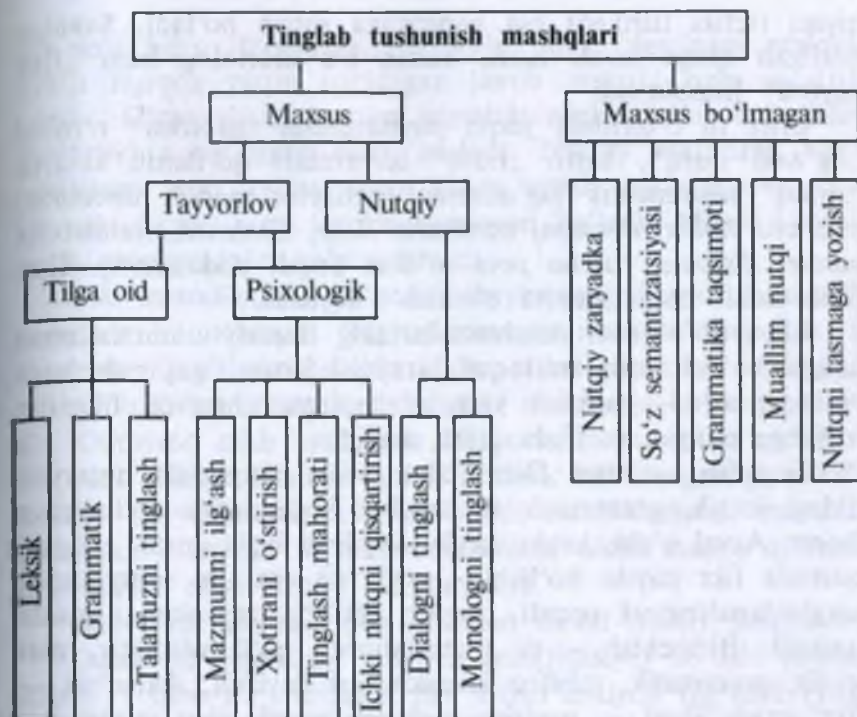 Tinglab tushunish mashqlari
Maxsus
Maxsus bo'lmagan
Tayyorlov
Nutqiy
Tilga oid
Psixologik
Leksik
Grammatik
Talaffuzni tinglash
Mazmunni ilg'ash
Xotirani o'stirish
Tinglash mahorati
Ichki nutqni qsqartirish
Dialogni tinglash
Monologni tinglash
Nutqiy zaryadka
So'z semantizatsiyasi
Grammatika taqsimoti
Muallim nutqi
Nutqni tasmaga yozish